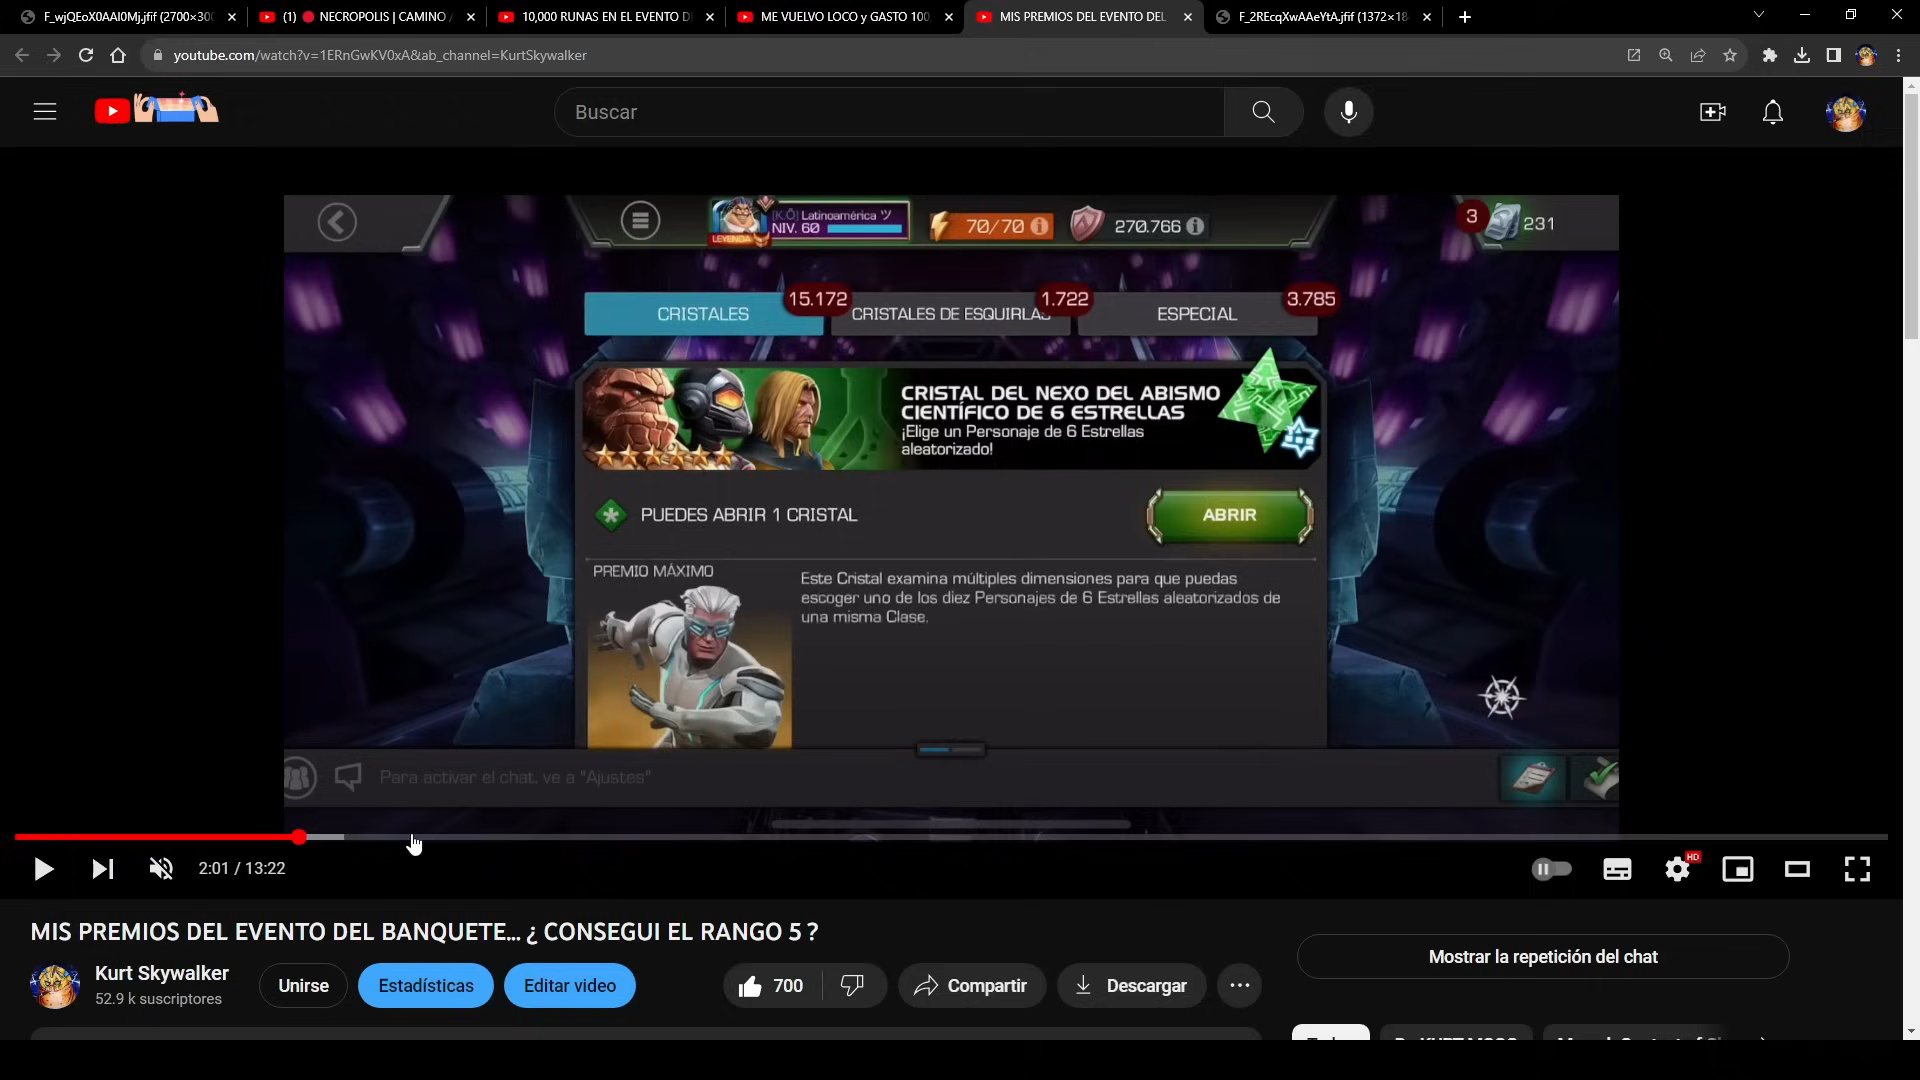 F_wjQEoX0AAI0Mj.jfif (2700×30
(1) 🔴 NECROPOLIS | CAMINO
10,000 RUNAS EN EL EVENTO D
ME VUELVO LOCO y GASTO 100,
MIS PREMIOS DEL EVENTO DEL
F_2REcqXwAAeYtA.jfif (1372×18
youtube.com/watch?v=1ERnGwKV0xA&ab_channel=KurtSkywalker
Buscar
[K.Ö] Latinoamérica ツ
NIV. 60
LEYENDA
70/70
270.766
3
231
15.172
1.722
3.785
CRISTALES
CRISTALES DE ESQUIRLAS
ESPECIAL
CRISTAL DEL NEXO DEL ABISMO
CIENTÍFICO DE 6 ESTRELLAS
¡Elige un Personaje de 6 Estrellas
aleatorizado!
PUEDES ABRIR 1 CRISTAL
ABRIR
PREMIO MÁXIMO
Este Cristal examina múltiples dimensiones para que puedas
escoger uno de los diez Personajes de 6 Estrellas aleatorizados de
una misma Clase.
Para activar el chat, ve a "Ajustes"
2:01 / 13:22
HD
MIS PREMIOS DEL EVENTO DEL BANQUETE... ¿ CONSEGUI EL RANGO 5 ?
Mostrar la repetición del chat
Kurt Skywalker
52.9 k suscriptores
Unirse
Estadísticas
Editar video
700
Compartir
Descargar